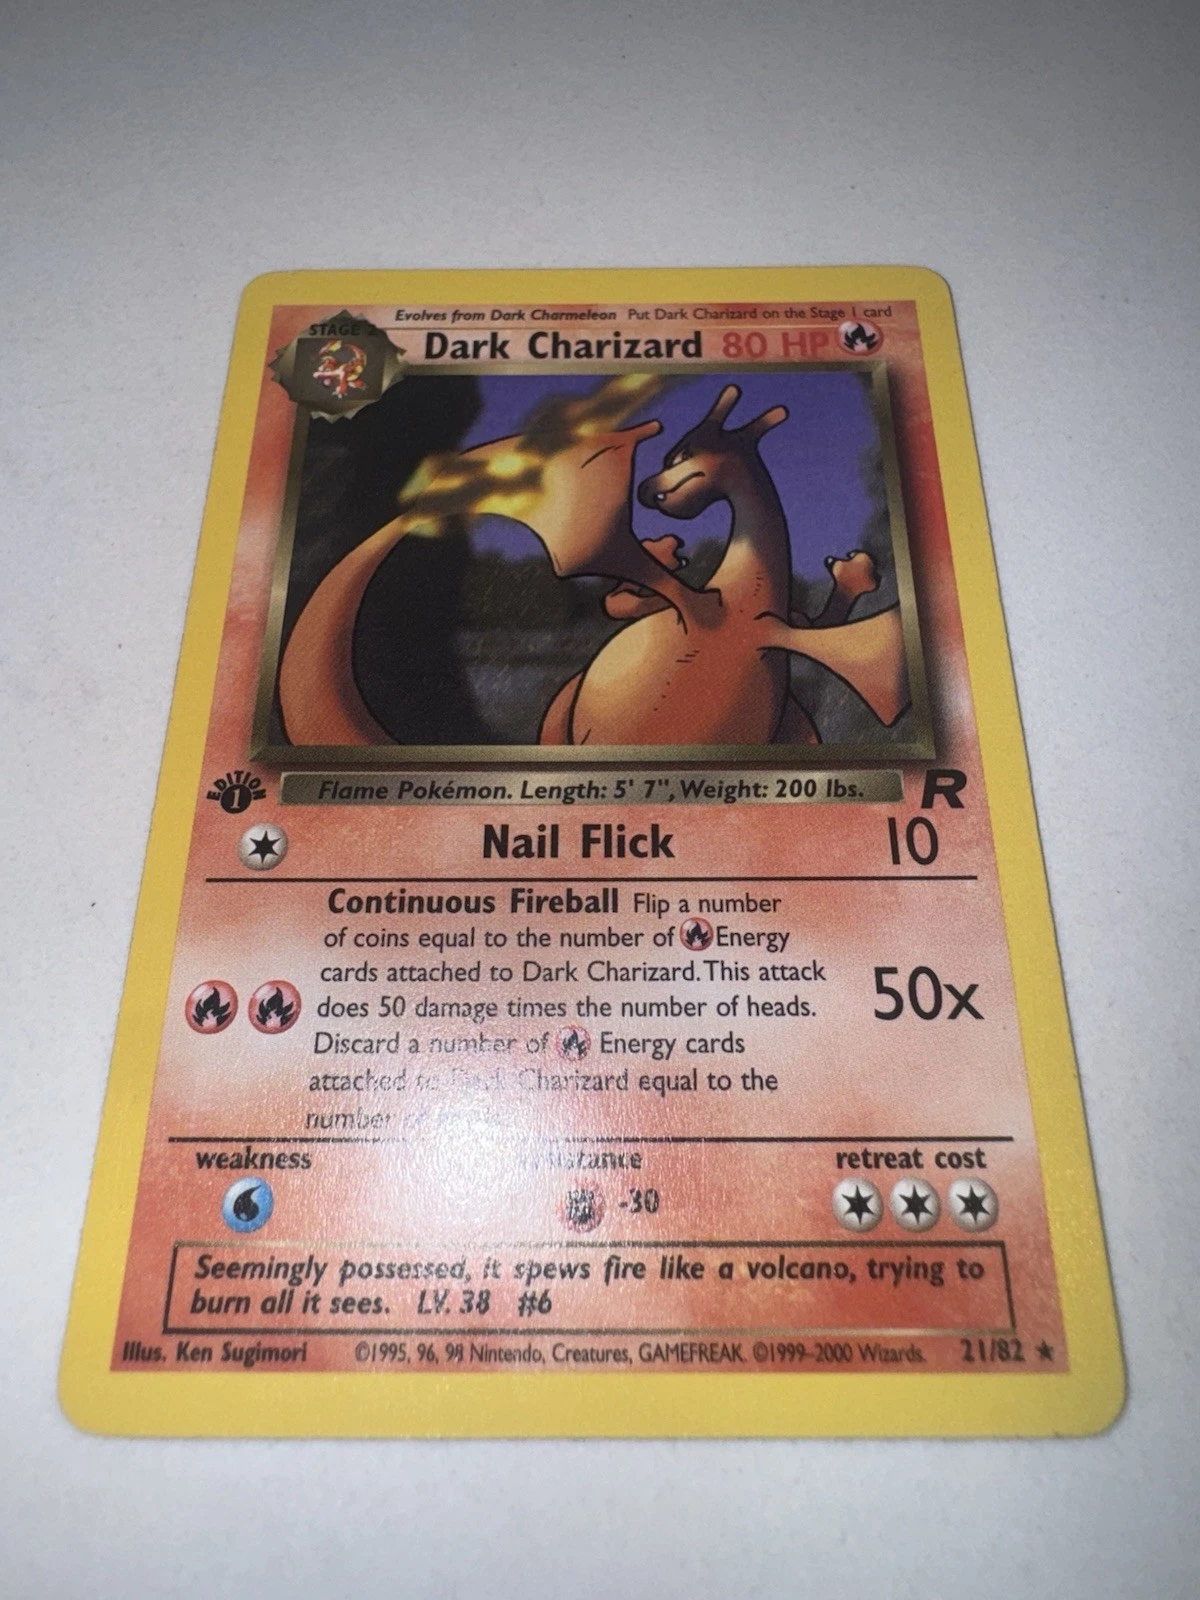 Evolves from Dark Charmeleon Put Dark Charizard on the Stage 1 card
STAGE 2
Dark Charizard 80 HP
EDITION
1
Flame Pokémon. Length: 5' 7", Weight: 200 lbs.
R
Nail Flick 10
Continuous Fireball Flip a number
of coins equal to the number of Energy
cards attached to Dark Charizard. This attack
does 50 damage times the number of heads.
50x
Discard a number of Energy cards
attached to Dark Charizard equal to the
number of
weakness resistance retreat cost
-30
Seemingly possessed, it spews fire like a volcano, trying to
burn all it sees. LV. 38 #6
Illus. Ken Sugimori ©1995, 96, 98 Nintendo, Creatures, GAMEFREAK. ©1999-2000 Wizards. 21/82 ★